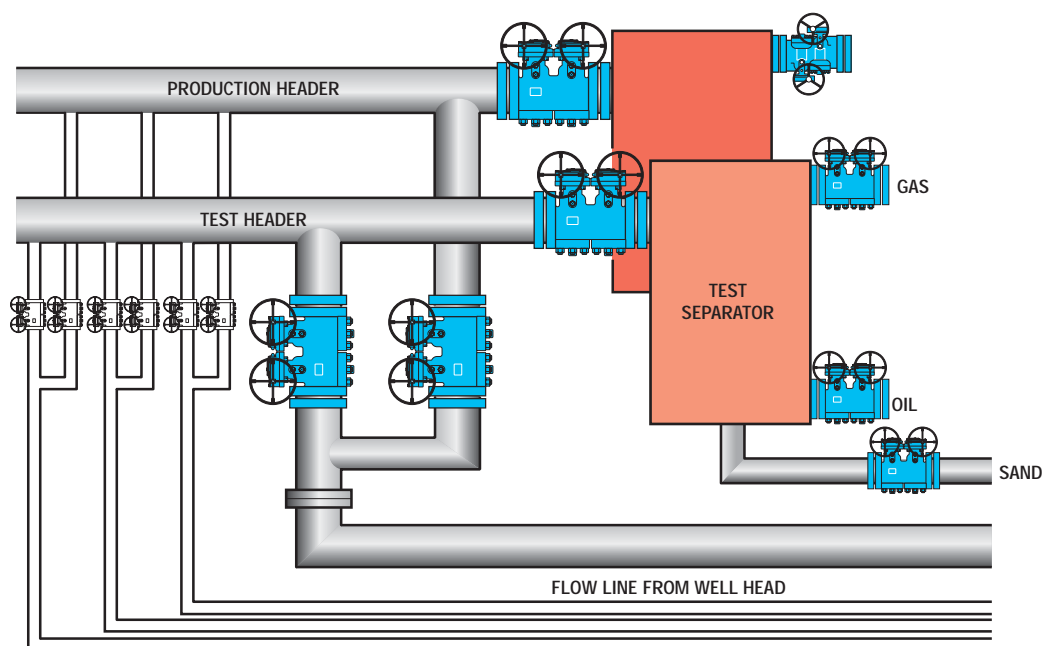 PRODUCTION HEADER
TEST HEADER
GAS
TEST
SEPARATOR
OIL
SAND
FLOW LINE FROM WELL HEAD